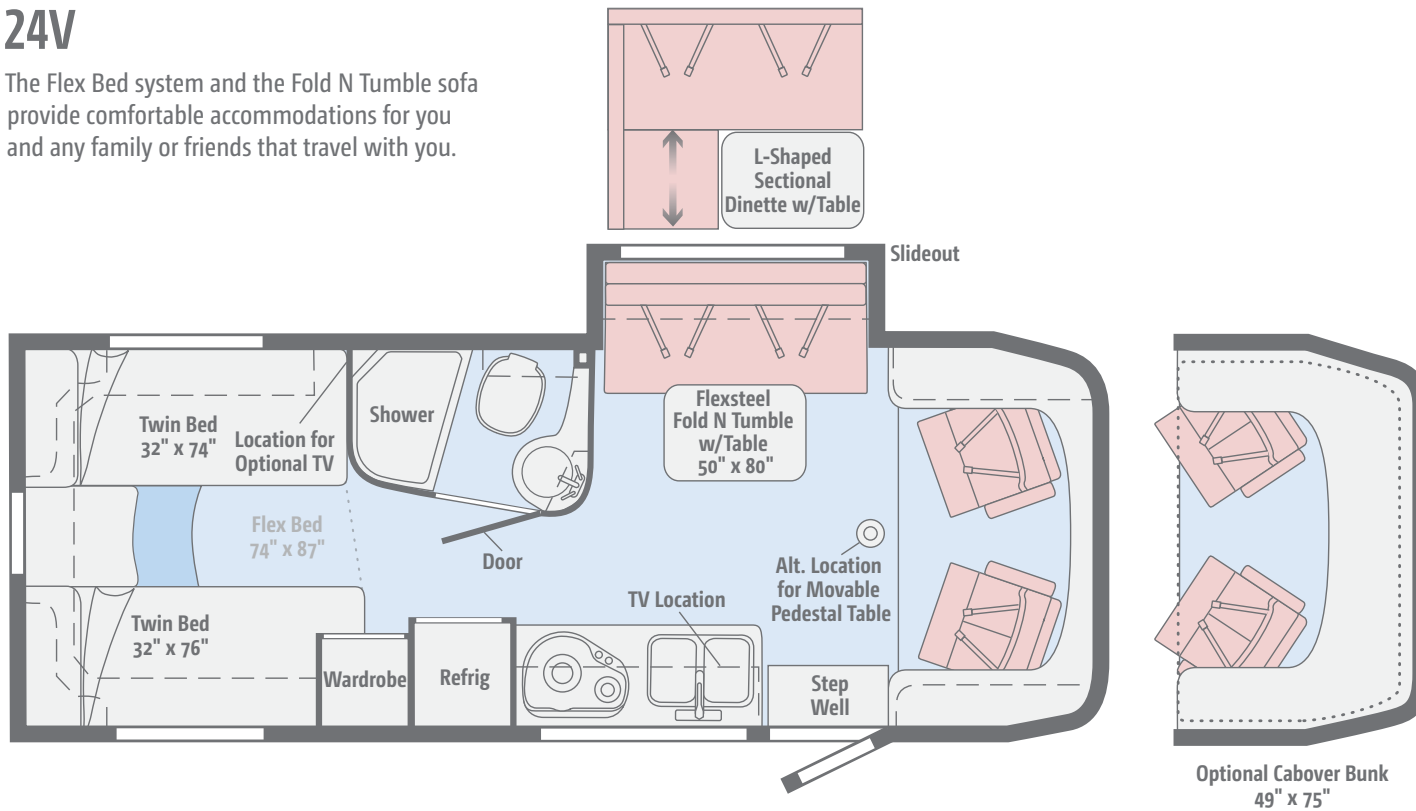 24V
The Flex Bed system and the Fold N Tumble sofa
provide comfortable accommodations for you
and any family or friends that travel with you.
L-Shaped
Sectional
Dinette w/Table
Slideout
Flexsteel
Fold N Tumble
w/Table
50" x 80"
Twin Bed
32" x 74"
Location for
Optional TV
Shower
Flex Bed
74" x 87"
Door
Alt. Location
for Movable
Pedestal Table
TV Location
Twin Bed
32" x 76"
Wardrobe
Refrig
Step
Well
Optional Cabover Bunk
49" x 75"